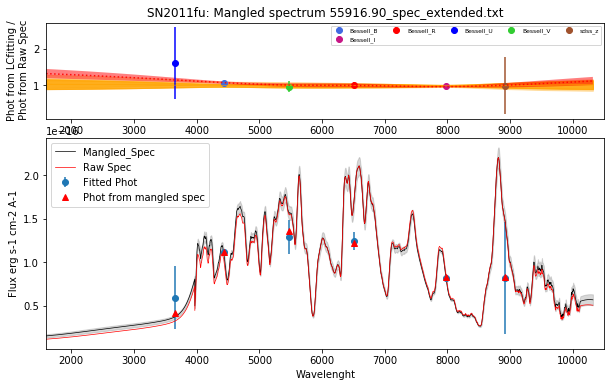 SN2011fu: Mangled spectrum 55916.90_spec_extended.txt
Phot from LCfitting /
Phot from Raw Spec
2
1
Bessell_B
Bessell_R
Bessell_U
Bessell_V
sdss_z
Bessell_I
2000 3000 4000 5000 6000 7000 8000 9000 10000
1e−16
Flux erg s-1 cm-2 A-1
2.0
1.5
1.0
0.5
Mangled_Spec
Raw Spec
Fitted Phot
Phot from mangled spec
2000 3000 4000 5000 6000 7000 8000 9000 10000
Wavelenght